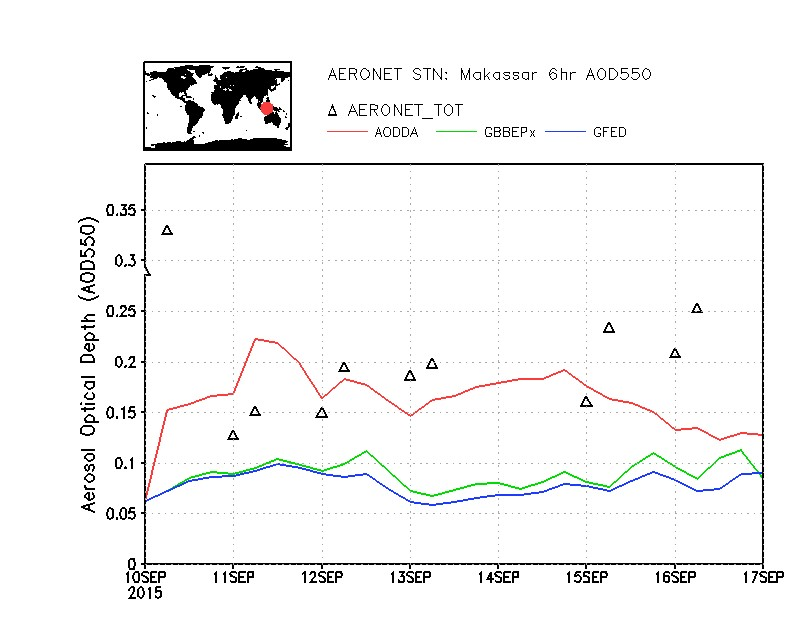 AERONET STN: Makassar 6hr AOD550
AERONET_TOT
AODDA GBBEPx GFED
Aerosol Optical Depth (AOD550)
0.35
0.3
0.25
0.2
0.15
0.1
0.05
0
10SEP 11SEP 12SEP 13SEP 14SEP 15SEP 16SEP 17SEP
2015